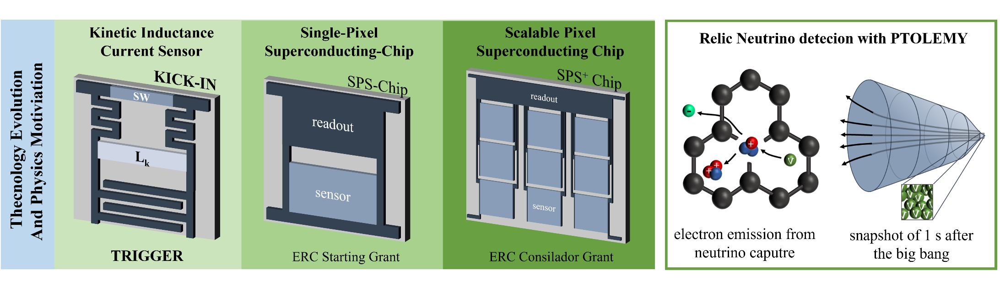 Thecnology Evolution
And Physics Motiviation
Kinetic Inductance
Current Sensor
KICK-IN
SW
Lk
TRIGGER
Single-Pixel
Superconducting-Chip
SPS-Chip
readout
sensor
ERC Starting Grant
Scalable Pixel
Superconducting Chip
SPS+ Chip
readout
sensor
ERC Consilador Grant
Relic Neutrino detecion with PTOLEMY
-
+
+
+
ν
electron emission from
neutrino caputre
snapshot of 1 s after
the big bang